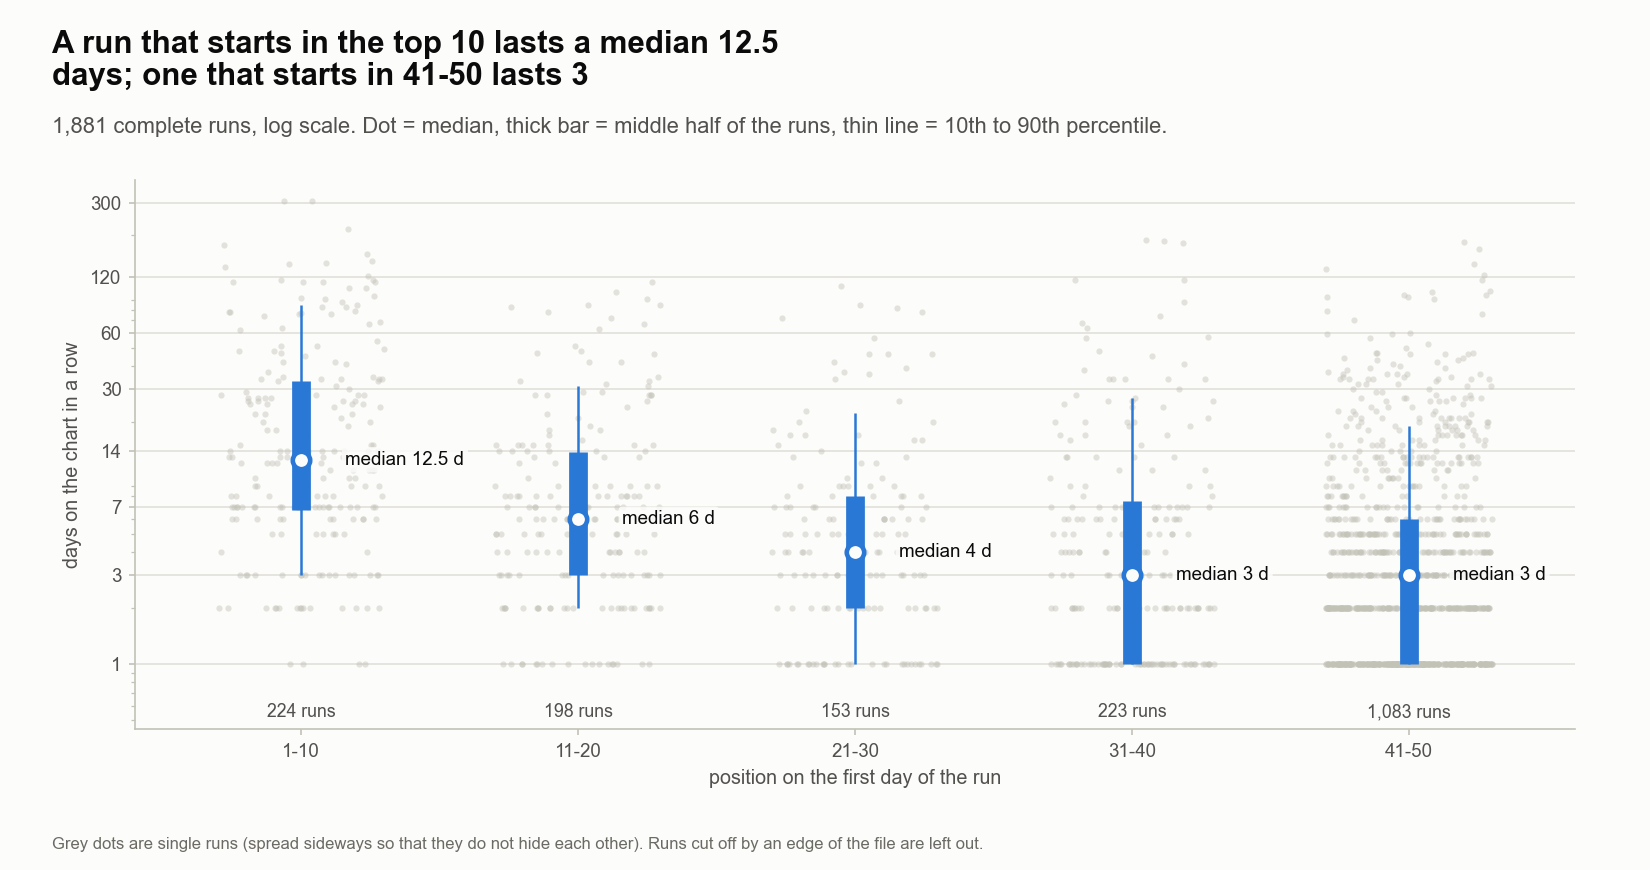 A run that starts in the top 10 lasts a median 12.5
days; one that starts in 41-50 lasts 3
1,881 complete runs, log scale. Dot = median, thick bar = middle half of the runs, thin line = 10th to 90th percentile.
days on the chart in a row
300
120
60
30
14
7
3
1
median 12.5 d
median 6 d
median 4 d
median 3 d
median 3 d
224 runs
198 runs
153 runs
223 runs
1,083 runs
1-10
11-20
21-30
31-40
41-50
position on the first day of the run
Grey dots are single runs (spread sideways so that they do not hide each other). Runs cut off by an edge of the file are left out.